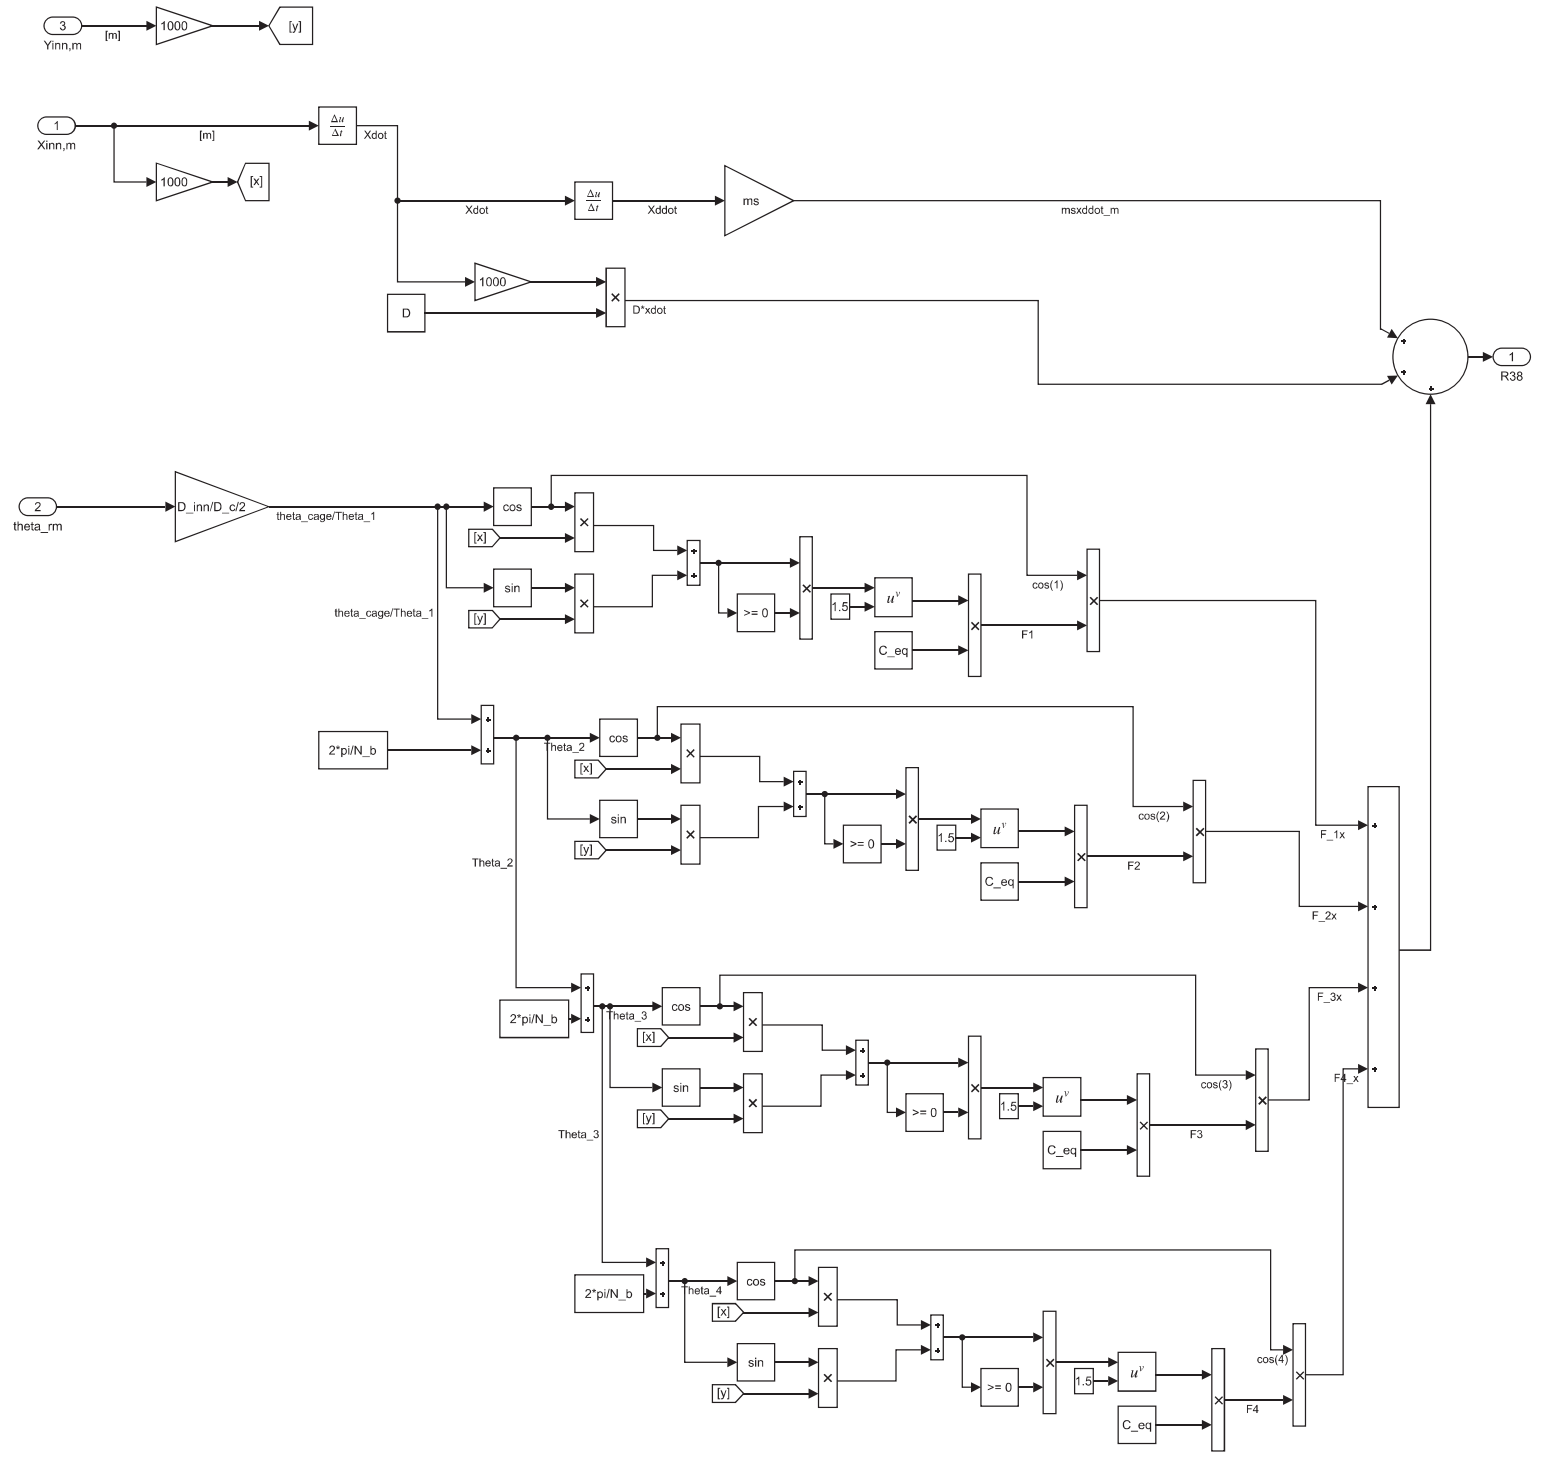 3
Yinn,m
[m]
1000
[y]
1
Xinn,m
[m]
Δu
Δt
Xdot
1000
[x]
Xdot
Δu
Δt
Xddot
ms
msxddot_m
1000
D
×
D*xdot
+
+
+
1
R38
2
theta_rm
D_inn/D_c/2
theta_cage/Theta_1
theta_cage/Theta_1
cos
[x]
×
sin
[y]
×
+
+
>= 0
×
1.5
u^v
C_eq
×
F1
cos(1)
×
2*pi/N_b
+
+
Theta_2
Theta_2
cos
[x]
×
sin
[y]
×
+
+
>= 0
×
1.5
u^v
C_eq
×
F2
cos(2)
×
2*pi/N_b
+
+
Theta_3
Theta_3
cos
[x]
×
sin
[y]
×
+
+
>= 0
×
1.5
u^v
C_eq
×
F3
cos(3)
×
2*pi/N_b
+
+
Theta_4
cos
[x]
×
sin
[y]
×
+
+
>= 0
×
1.5
u^v
C_eq
×
F4
cos(4)
×
F_1x
+
F_2x
+
F_3x
+
F4_x
+